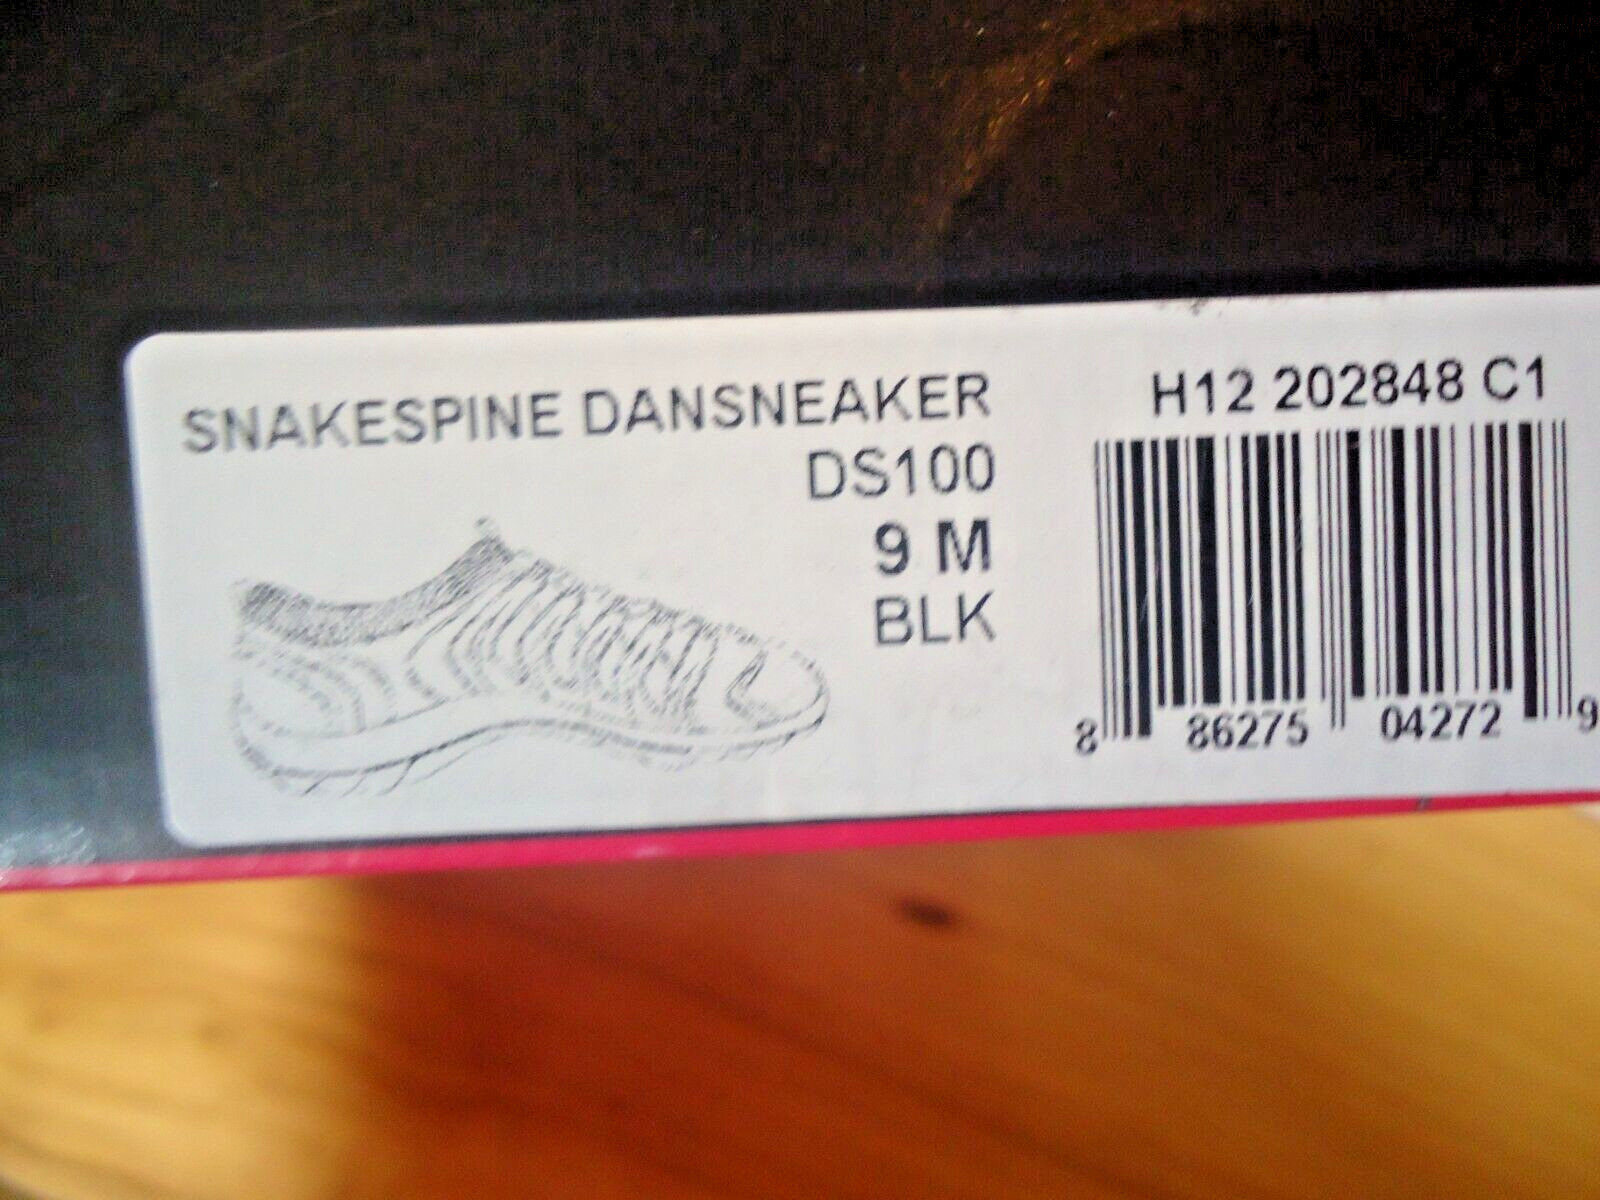 SNAKESPINE DANSNEAKER
DS100
9 M
BLK
H12 202848 C1
8 86275 04272 9